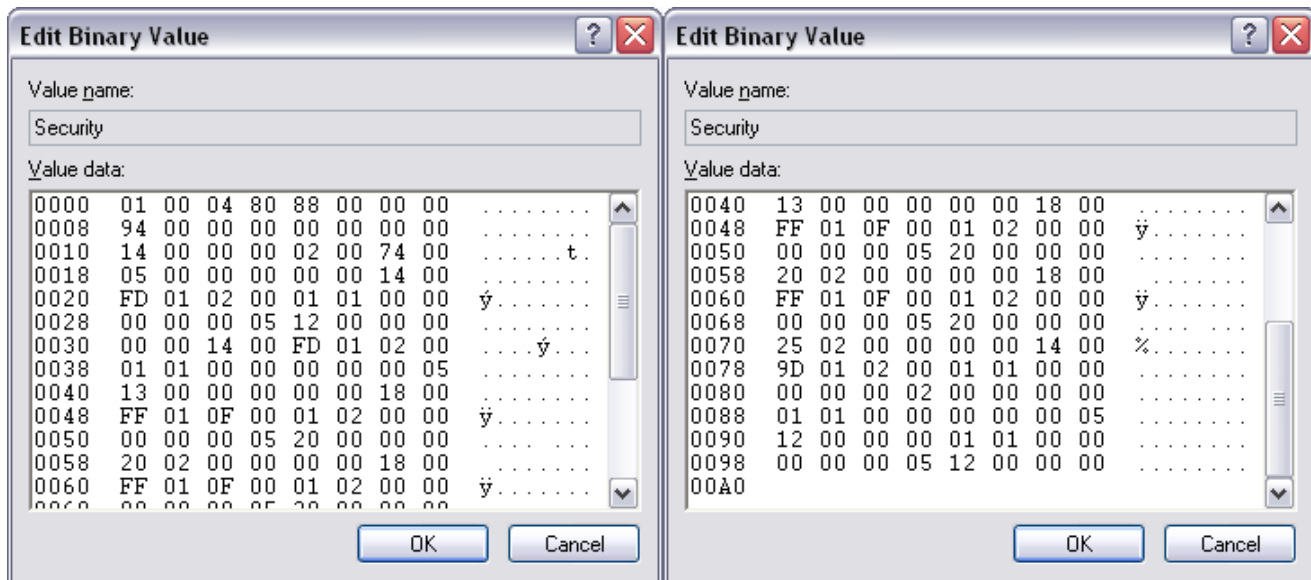 Edit Binary Value
Value name:
Security
Value data:
0000 01 00 04 80 88 00 00 00 ........
0008 94 00 00 00 00 00 00 00 ........
0010 14 00 00 00 02 00 74 00 ......t.
0018 05 00 00 00 00 00 14 00 ........
0020 FD 01 02 00 01 01 00 00 ý.......
0028 00 00 00 05 12 00 00 00 ........
0030 00 00 14 00 FD 01 02 00 ....ý...
0038 01 01 00 00 00 00 00 05 ........
0040 13 00 00 00 00 00 18 00 ........
0048 FF 01 0F 00 01 02 00 00 ÿ.......
0050 00 00 00 05 20 00 00 00 .... ...
0058 20 02 00 00 00 00 18 00  .......
0060 FF 01 0F 00 01 02 00 00 ÿ.......
OK Cancel
Edit Binary Value
Value name:
Security
Value data:
0040 13 00 00 00 00 00 18 00 ........
0048 FF 01 0F 00 01 02 00 00 ÿ.......
0050 00 00 00 05 20 00 00 00 .... ...
0058 20 02 00 00 00 00 18 00  .......
0060 FF 01 0F 00 01 02 00 00 ÿ.......
0068 00 00 00 05 20 00 00 00 .... ...
0070 25 02 00 00 00 00 14 00 %.......
0078 9D 01 02 00 01 01 00 00 ........
0080 00 00 00 02 00 00 00 00 ........
0088 01 01 00 00 00 00 00 05 ........
0090 12 00 00 00 01 01 00 00 ........
0098 00 00 00 05 12 00 00 00 ........
00A0
OK Cancel